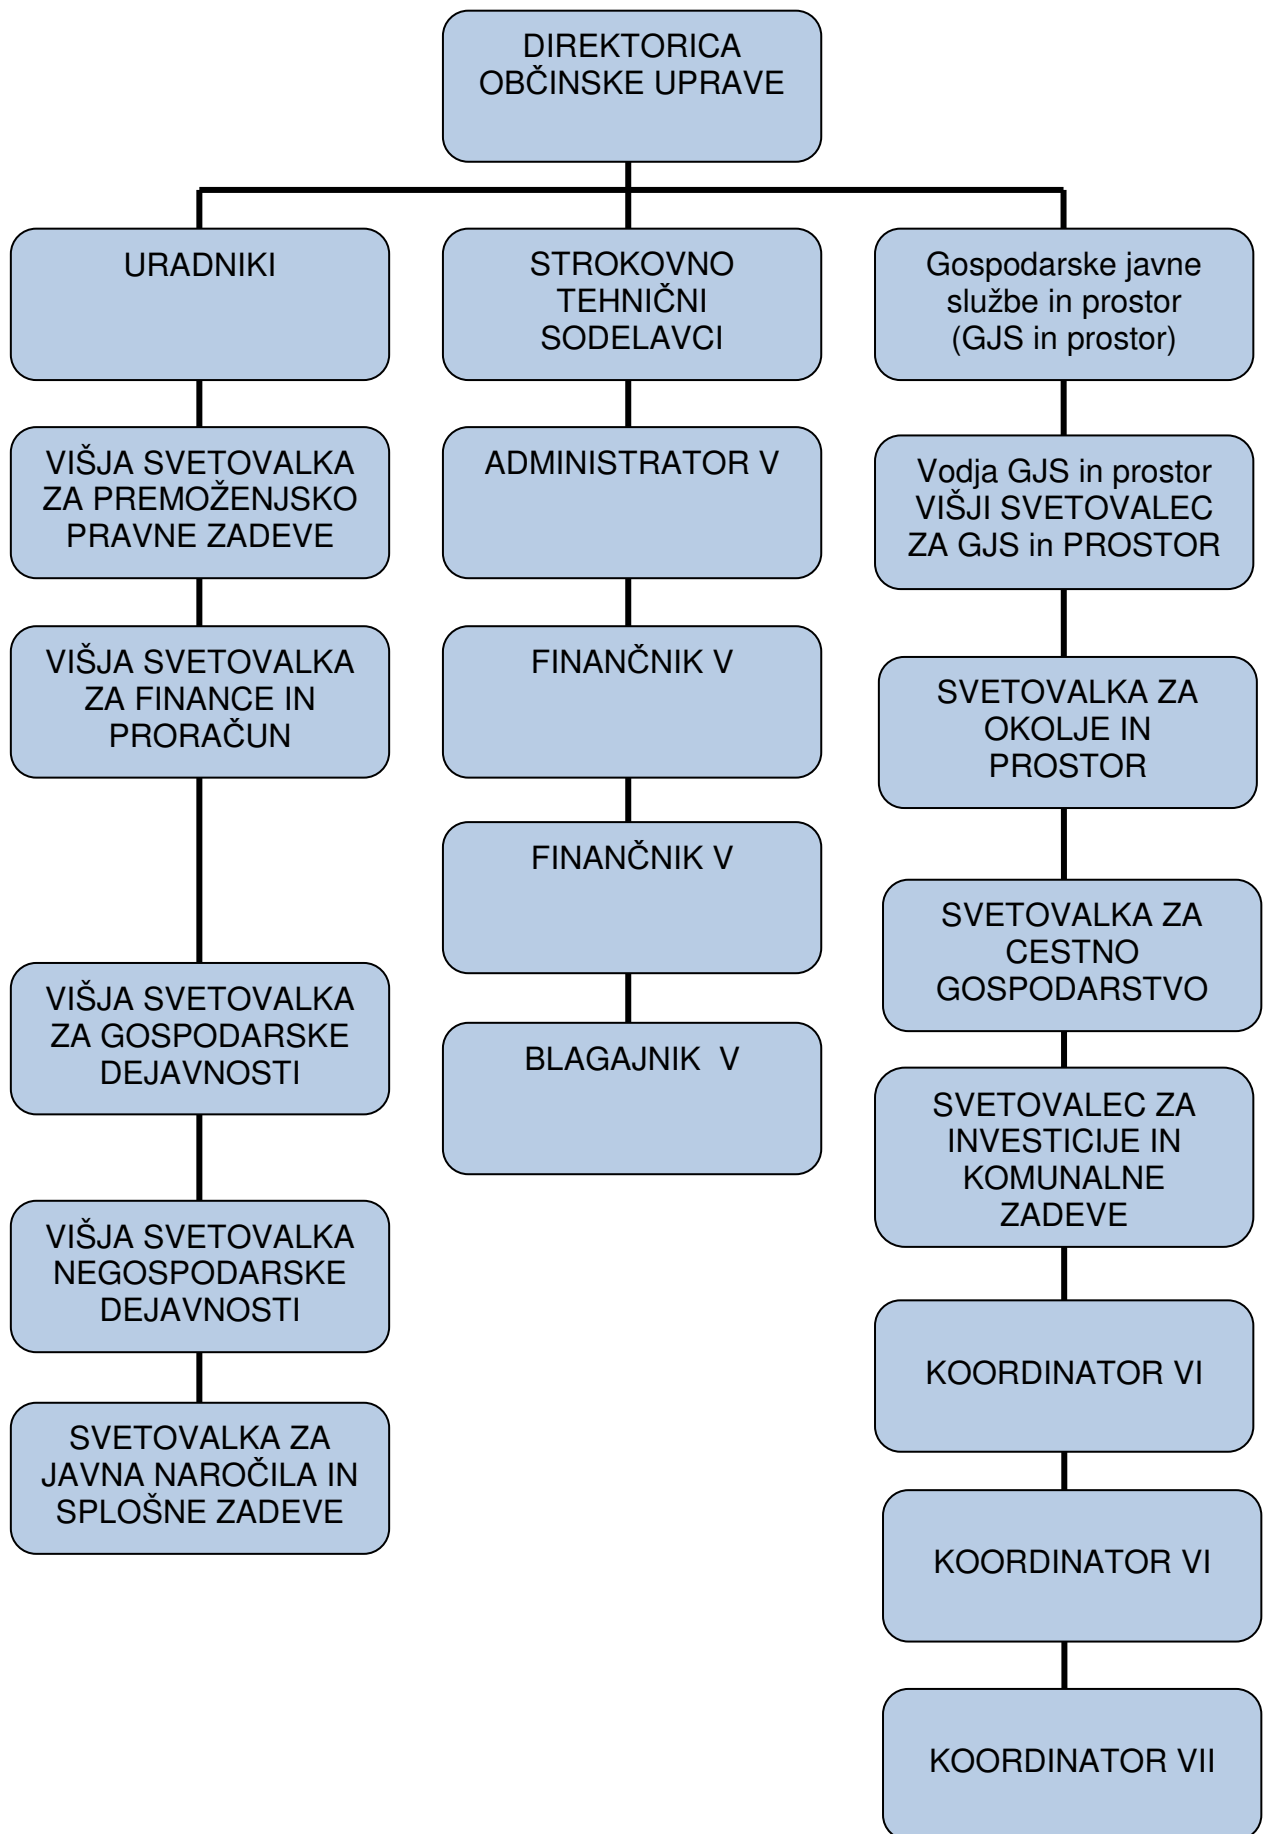 DIREKTORICA
OBČINSKE UPRAVE
URADNIKI
VIŠJA SVETOVALKA
ZA PREMOŽENJSKO
PRAVNE ZADEVE
VIŠJA SVETOVALKA
ZA FINANCE IN
PRORAČUN
VIŠJA SVETOVALKA
ZA GOSPODARSKE
DEJAVNOSTI
VIŠJA SVETOVALKA
NEGOSPODARSKE
DEJAVNOSTI
SVETOVALKA ZA
JAVNA NAROČILA IN
SPLOŠNE ZADEVE
STROKOVNO
TEHNIČNI
SODELAVCI
ADMINISTRATOR V
FINANČNIK V
FINANČNIK V
BLAGAJNIK  V
Gospodarske javne
službe in prostor
(GJS in prostor)
Vodja GJS in prostor
VIŠJI SVETOVALEC
ZA GJS in PROSTOR
SVETOVALKA ZA
OKOLJE IN
PROSTOR
SVETOVALKA ZA
CESTNO
GOSPODARSTVO
SVETOVALEC ZA
INVESTICIJE IN
KOMUNALNE
ZADEVE
KOORDINATOR VI
KOORDINATOR VI
KOORDINATOR VII